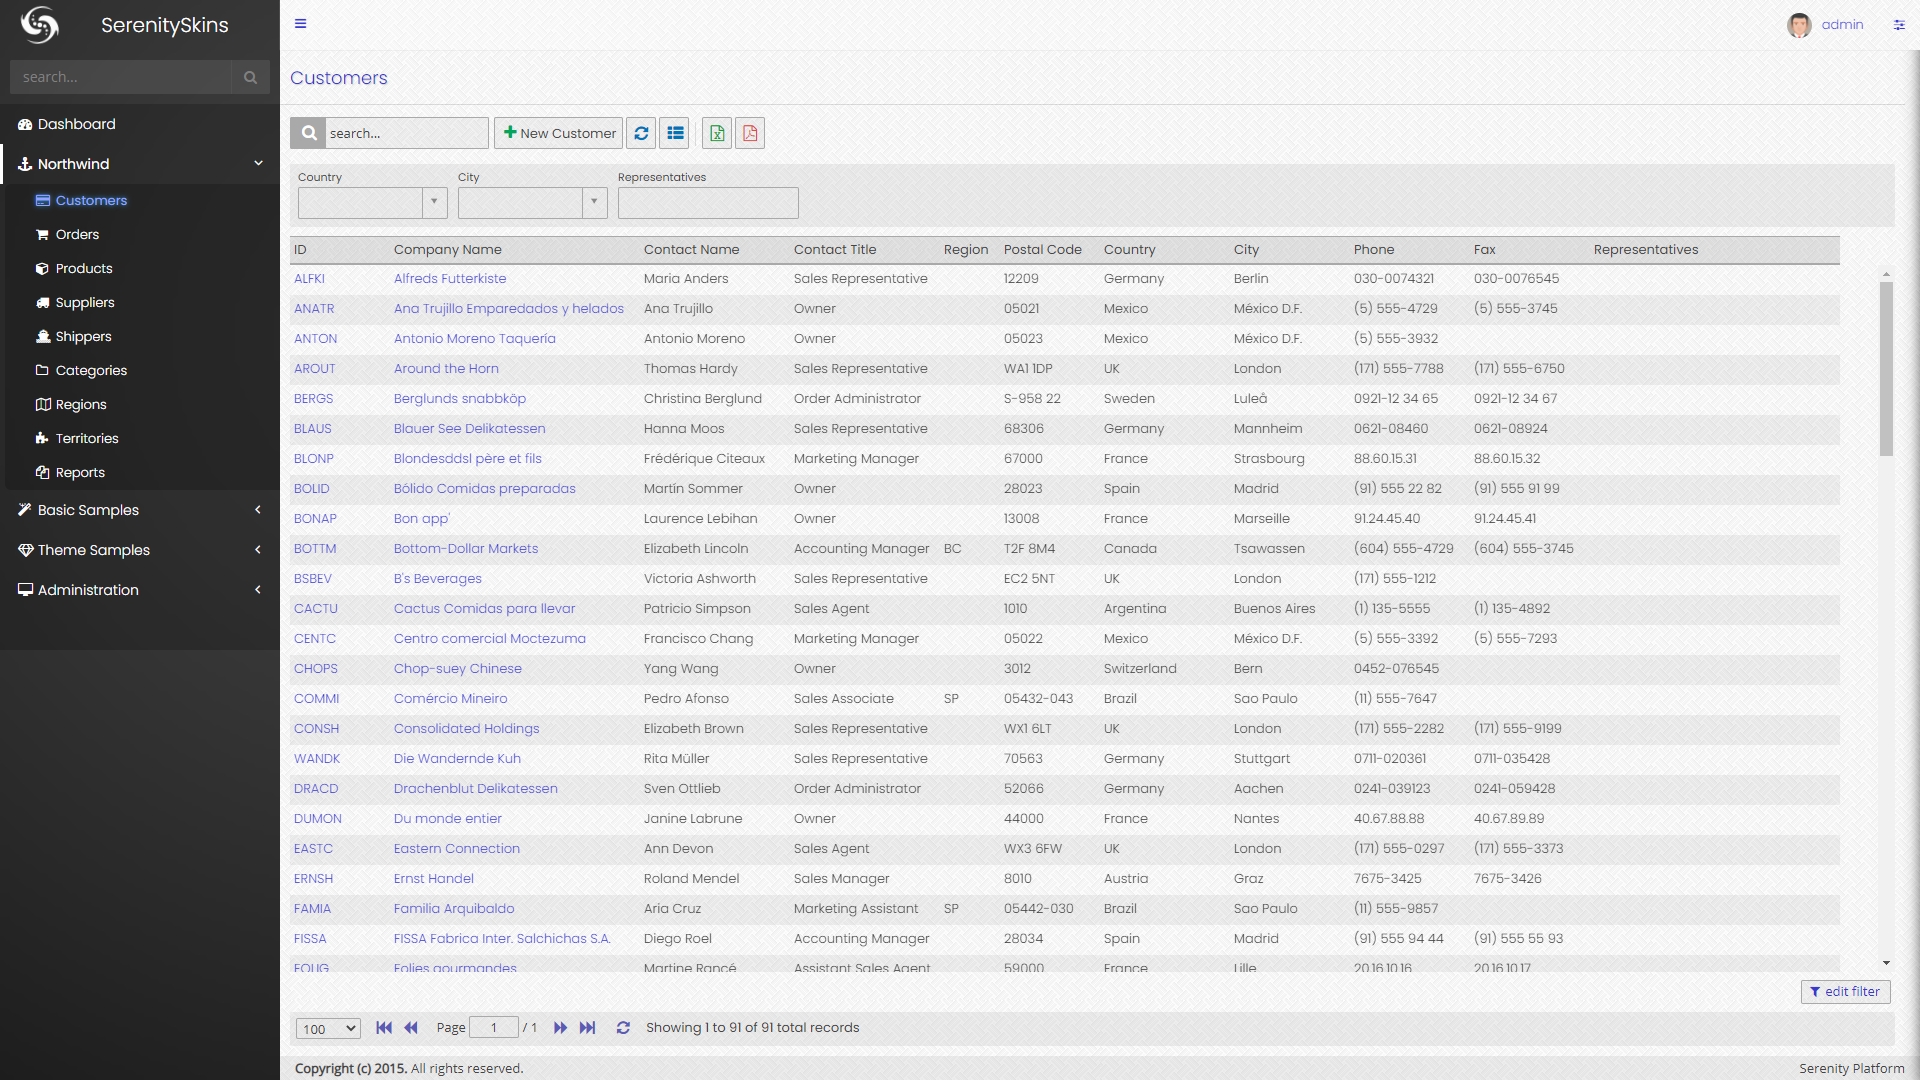 SerenitySkins
admin
search...
Customers
Dashboard
search...
New Customer
Northwind
Country City Representatives
Customers
Orders
Products
Suppliers
Shippers
Categories
Regions
Territories
Reports
Basic Samples
Theme Samples
Administration
ID Company Name Contact Name Contact Title Region Postal Code Country City Phone Fax Representatives
ALFKI Alfreds Futterkiste Maria Anders Sales Representative 12209 Germany Berlin 030-0074321 030-0076545
ANATR Ana Trujillo Emparedados y helados Ana Trujillo Owner 05021 Mexico México D.F. (5) 555-4729 (5) 555-3745
ANTON Antonio Moreno Taquería Antonio Moreno Owner 05023 Mexico México D.F. (5) 555-3932
AROUT Around the Horn Thomas Hardy Sales Representative WA1 1DP UK London (171) 555-7788 (171) 555-6750
BERGS Berglunds snabbköp Christina Berglund Order Administrator S-958 22 Sweden Luleå 0921-12 34 65 0921-12 34 67
BLAUS Blauer See Delikatessen Hanna Moos Sales Representative 68306 Germany Mannheim 0621-08460 0621-08924
BLONP Blondesddsl père et fils Frédérique Citeaux Marketing Manager 67000 France Strasbourg 88.60.15.31 88.60.15.32
BOLID Bólido Comidas preparadas Martín Sommer Owner 28023 Spain Madrid (91) 555 22 82 (91) 555 91 99
BONAP Bon app' Laurence Lebihan Owner 13008 France Marseille 91.24.45.40 91.24.45.41
BOTTM Bottom-Dollar Markets Elizabeth Lincoln Accounting Manager BC T2F 8M4 Canada Tsawassen (604) 555-4729 (604) 555-3745
BSBEV B's Beverages Victoria Ashworth Sales Representative EC2 5NT UK London (171) 555-1212
CACTU Cactus Comidas para llevar Patricio Simpson Sales Agent 1010 Argentina Buenos Aires (1) 135-5555 (1) 135-4892
CENTC Centro comercial Moctezuma Francisco Chang Marketing Manager 05022 Mexico México D.F. (5) 555-3392 (5) 555-7293
CHOPS Chop-suey Chinese Yang Wang Owner 3012 Switzerland Bern 0452-076545
COMMI Comércio Mineiro Pedro Afonso Sales Associate SP 05432-043 Brazil Sao Paulo (11) 555-7647
CONSH Consolidated Holdings Elizabeth Brown Sales Representative WX1 6LT UK London (171) 555-2282 (171) 555-9199
WANDK Die Wandernde Kuh Rita Müller Sales Representative 70563 Germany Stuttgart 0711-020361 0711-035428
DRACD Drachenblut Delikatessen Sven Ottlieb Order Administrator 52066 Germany Aachen 0241-039123 0241-059428
DUMON Du monde entier Janine Labrune Owner 44000 France Nantes 40.67.88.88 40.67.89.89
EASTC Eastern Connection Ann Devon Sales Agent WX3 6FW UK London (171) 555-0297 (171) 555-3373
ERNSH Ernst Handel Roland Mendel Sales Manager 8010 Austria Graz 7675-3425 7675-3426
FAMIA Familia Arquibaldo Aria Cruz Marketing Assistant SP 05442-030 Brazil Sao Paulo (11) 555-9857
FISSA FISSA Fabrica Inter. Salchichas S.A. Diego Roel Accounting Manager 28034 Spain Madrid (91) 555 94 44 (91) 555 55 93
FOLIG Folies gourmandes Martine Rancé Assistant Sales Agent 59000 France Lille 20.16.10.16 20.16.10.17
edit filter
100 Page 1 / 1 Showing 1 to 91 of 91 total records
Copyright (c) 2015. All rights reserved. Serenity Platform